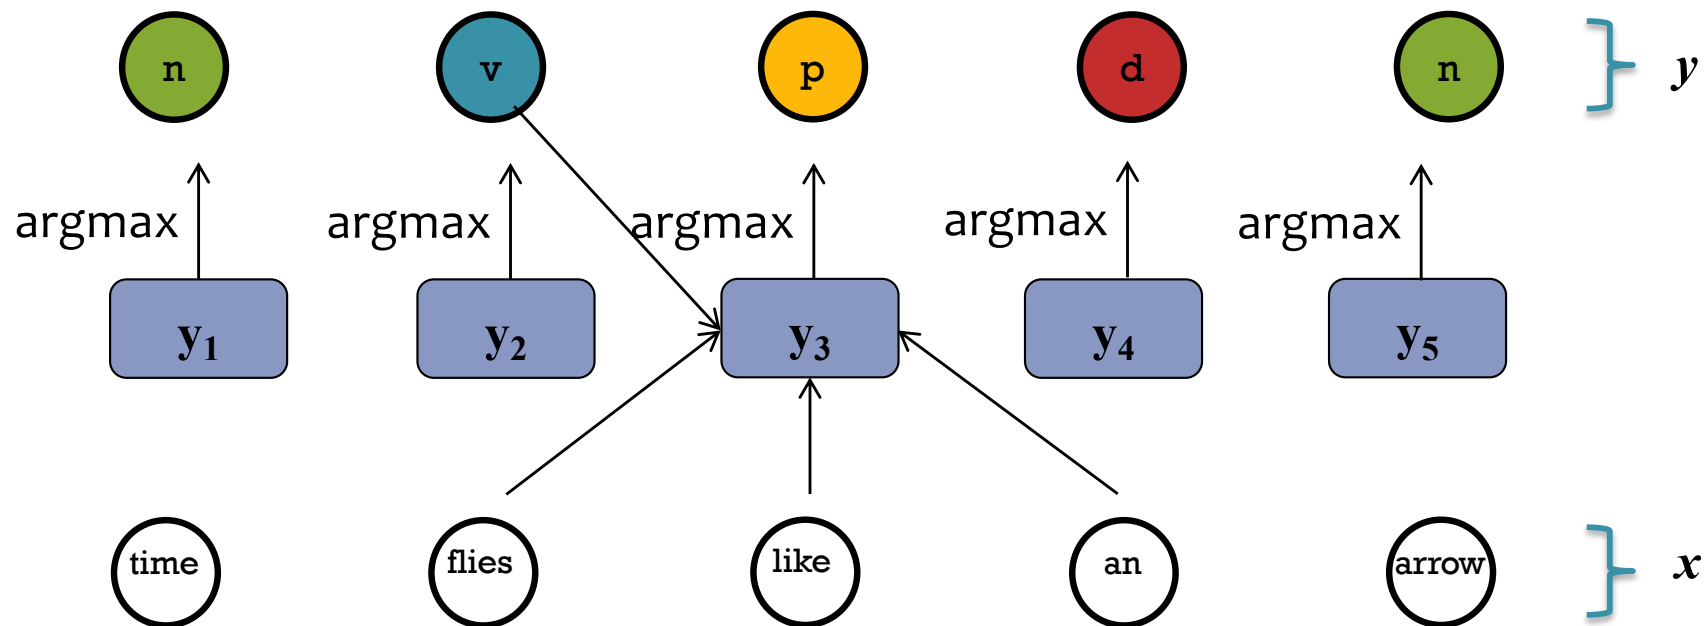 n v p d n y
argmax argmax argmax argmax argmax
y1 y2 y3 y4 y5
time flies like an arrow x